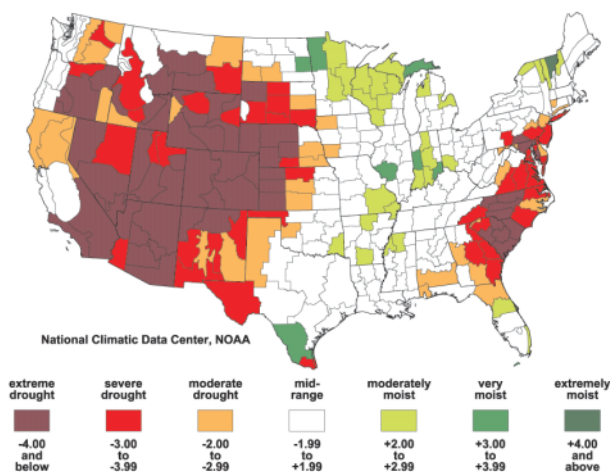 National Climatic Data Center, NOAA
extreme drought
severe drought
moderate drought
mid-range
moderately moist
very moist
extremely moist
-4.00 and below
-3.00 to -3.99
-2.00 to -2.99
-1.99 to +1.99
+2.00 to +2.99
+3.00 to +3.99
+4.00 and above